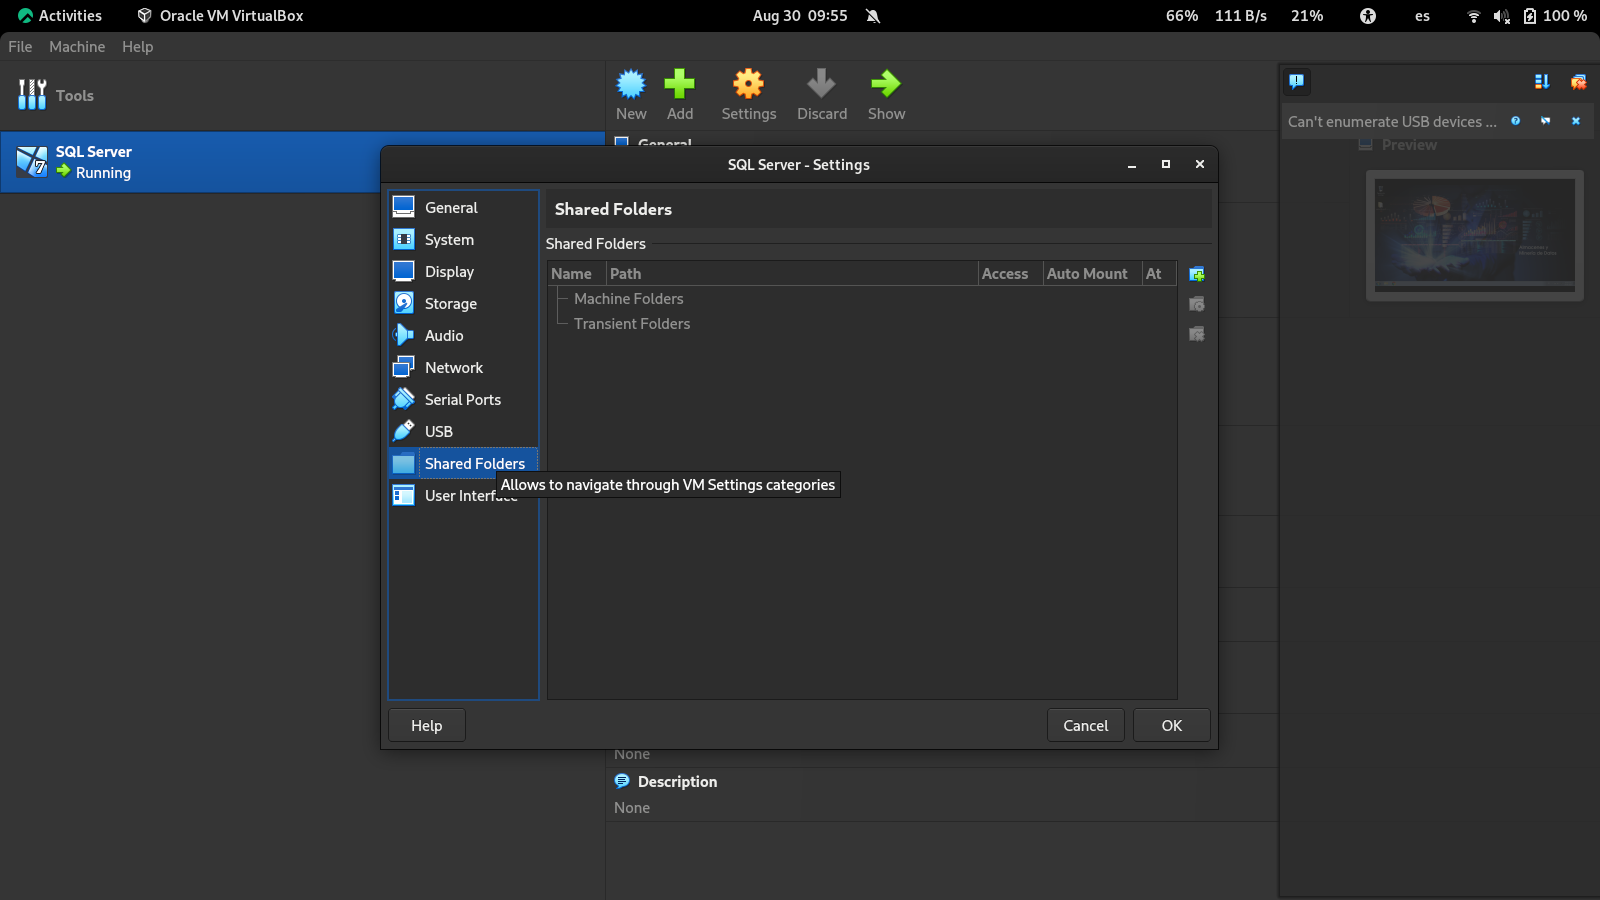 Activities
Oracle VM VirtualBox
Aug 30 09:55
66% 111 B/s 21%
es
100 %
File Machine Help
Tools
New Add Settings Discard Show
SQL Server
Running
General
Can't enumerate USB devices ...
Preview
SQL Server - Settings
General
System
Display
Storage
Audio
Network
Serial Ports
USB
Shared Folders
User Interface
Allows to navigate through VM Settings categories
Shared Folders
Shared Folders
Name Path Access Auto Mount At
Machine Folders
Transient Folders
Help
Cancel OK
None
Description
None